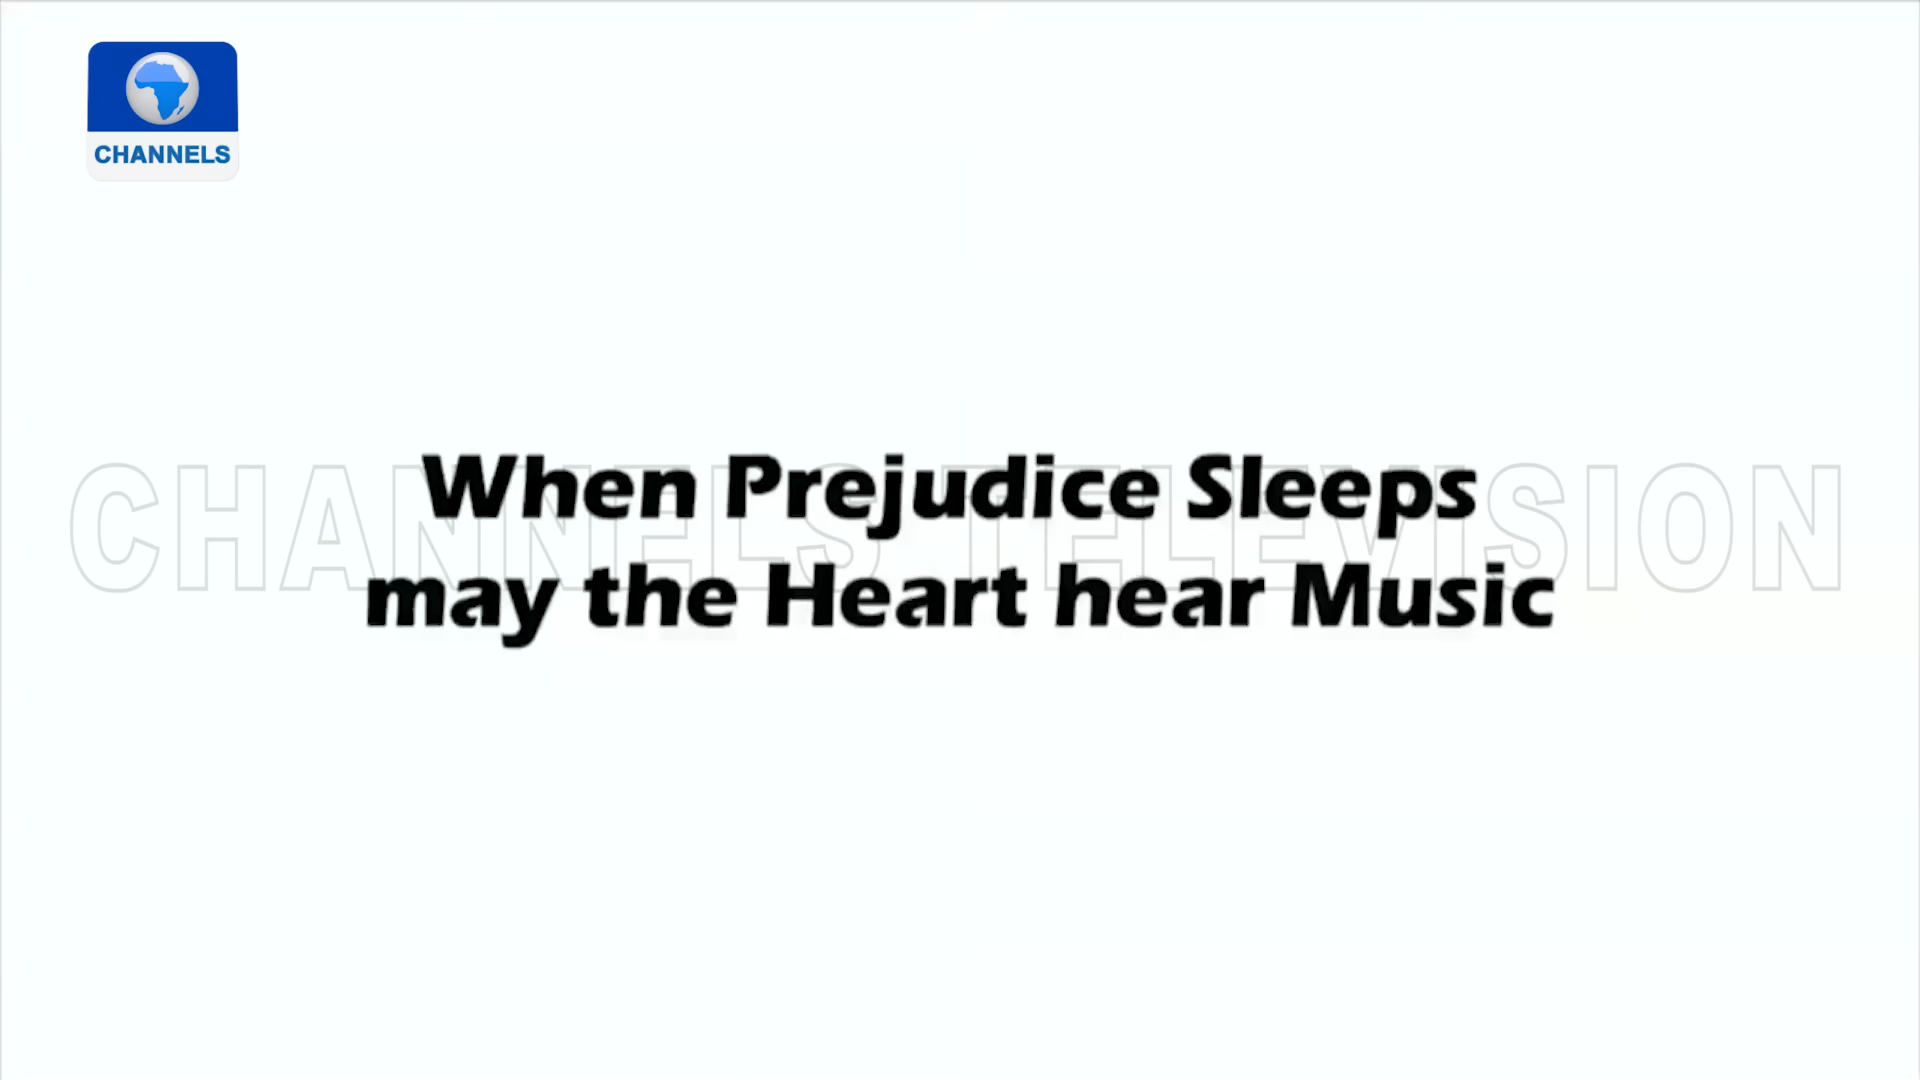 CHANNELS
When Prejudice Sleeps
may the Heart hear Music
CHANNELS TELEVISION